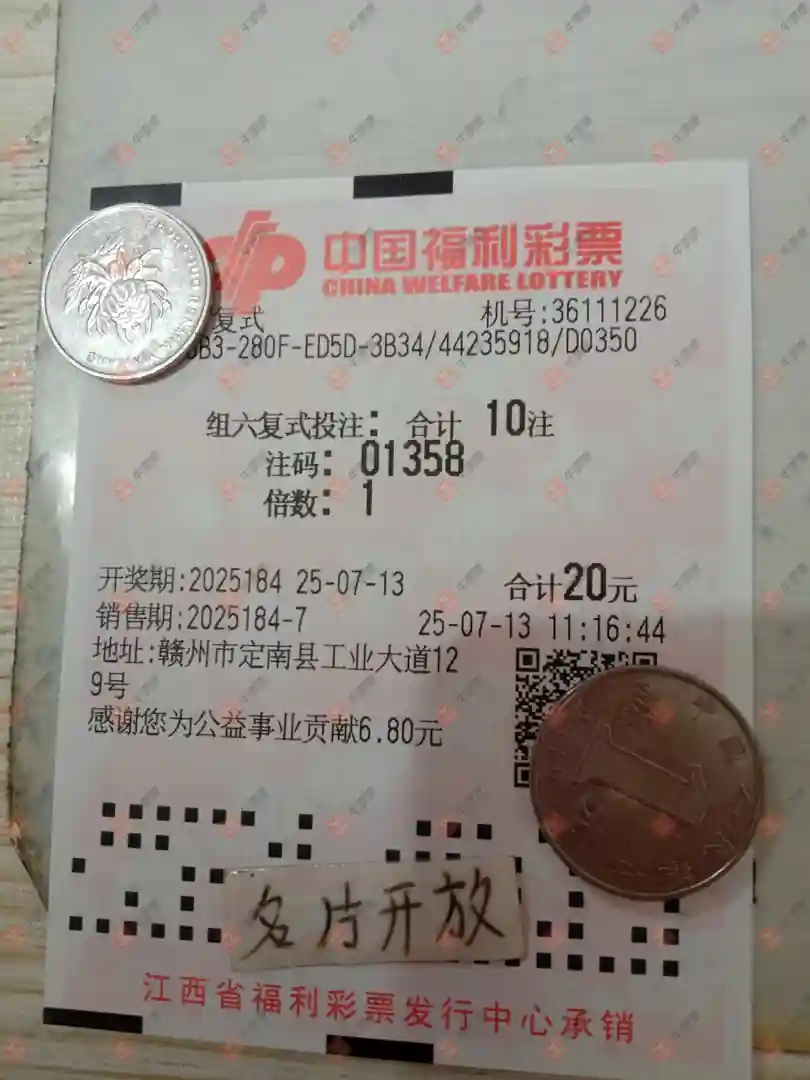 中国福利彩票
CHINA WELFARE LOTTERY
复式 机号:36111226
B3-280F-ED5D-3B34/44235918/D0350
组六复式投注: 合计 10注
注码: 01358
倍数: 1
开奖期:2025184 25-07-13 合计20元
销售期:2025184-7 25-07-13 11:16:44
地址:赣州市定南县工业大道12
9号
感谢您为公益事业贡献6.80元
名片开放
江西省福利彩票发行中心承销